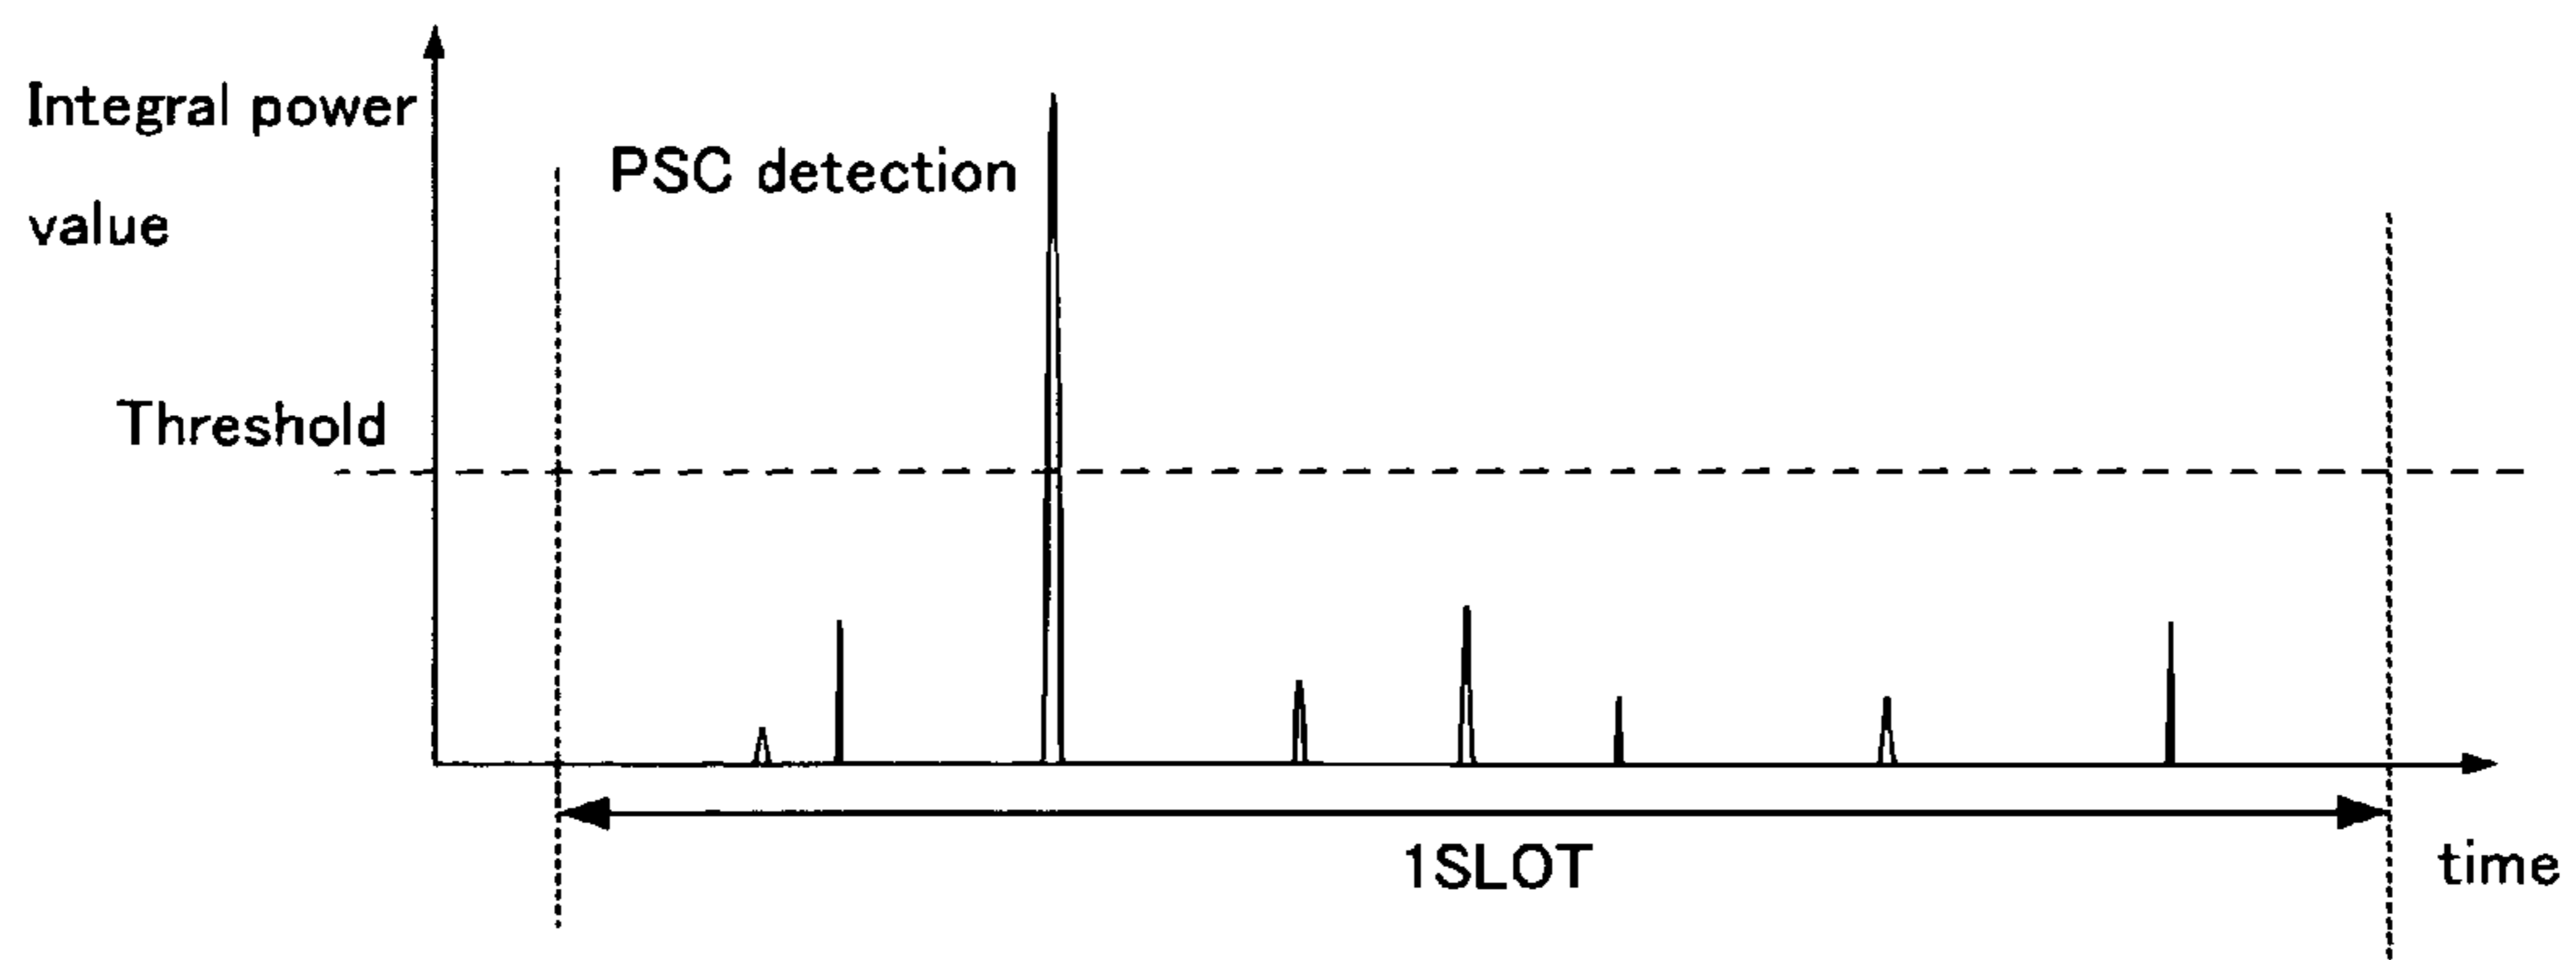 Integral power
value
PSC detection
Threshold
1SLOT
time